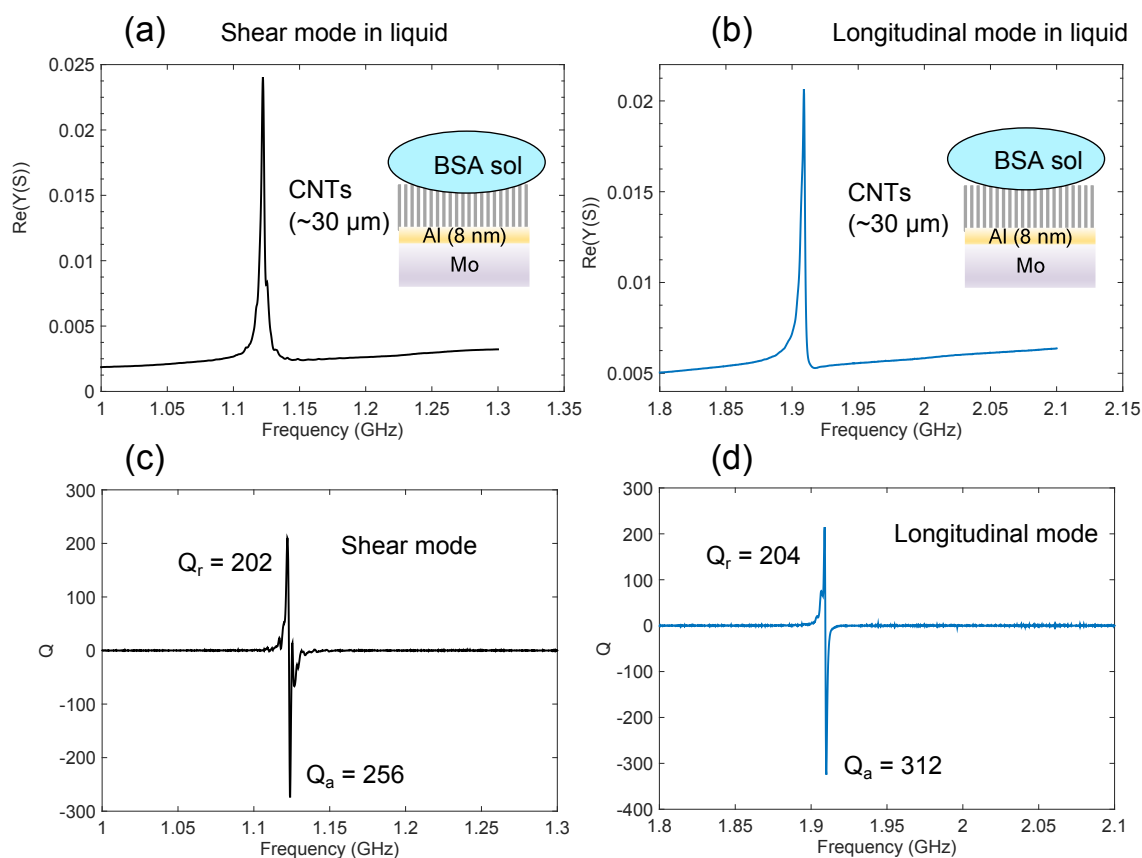 (a) Shear mode in liquid
0.025
0.02
0.015
0.01
0.005
0
Re(Y(S))
CNTs
(~30 µm)
BSA sol
Al (8 nm)
Mo
1 1.05 1.1 1.15 1.2 1.25 1.3 1.35
Frequency (GHz)
(b) Longitudinal mode in liquid
0.02
0.015
0.01
0.005
Re(Y(S))
CNTs
(~30 µm)
BSA sol
Al (8 nm)
Mo
1.8 1.85 1.9 1.95 2 2.05 2.1 2.15
Frequency (GHz)
(c)
300
200
100
0
-100
-200
-300
Q
Shear mode
Qr = 202
Qa = 256
1 1.05 1.1 1.15 1.2 1.25 1.3
Frequency (GHz)
(d)
300
200
100
0
-100
-200
-300
-400
Q
Longitudinal mode
Qr = 204
Qa = 312
1.8 1.85 1.9 1.95 2 2.05 2.1
Frequency (GHz)